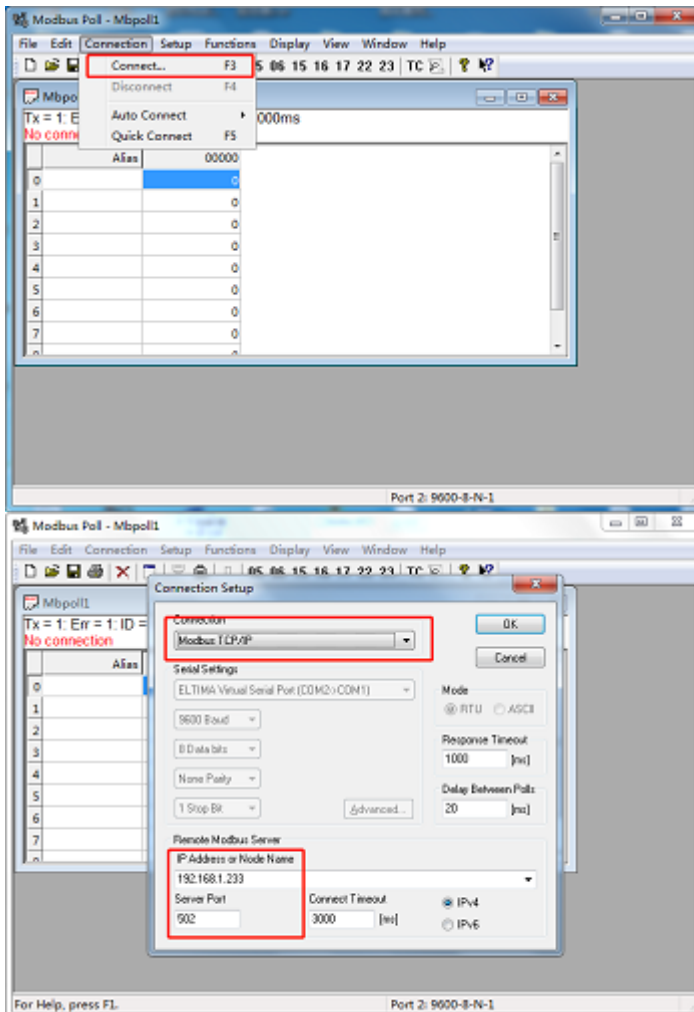 Modbus Poll - Mbpoll1
File Edit Connection Setup Functions Display View Window Help
Connect... F3
05 06 15 16 17 22 23 TC
Disconnect F4
Auto Connect
Quick Connect F5
Tx = 1:
000ms
Alias 00000
0 0
1 0
2 0
3 0
4 0
5 0
6 0
7 0
Port 2: 9600-8-N-1
Modbus Poll - Mbpoll1
File Edit Connection Setup Functions Display View Window Help
05 06 15 16 17 22 23 TC
Connection Setup
Mbpoll1
Tx = 1: Err = 1: ID =
No connection
Alias
0
1
2
3
4
5
6
7
Connection
Modbus TCP/IP
OK
Cancel
Serial Settings
ELTIMA Virtual Serial Port (COM2->COM1)
9600 Baud
8 Data bits
None Parity
1 Stop Bit
Advanced...
Mode
RTU ASCII
Response Timeout
1000 [ms]
Delay Between Polls
20 [ms]
Remote Modbus Server
IP Address or Node Name
192.168.1.233
Server Port
502
Connect Timeout
3000 [ms]
IPv4
IPv6
For Help, press F1.
Port 2: 9600-8-N-1